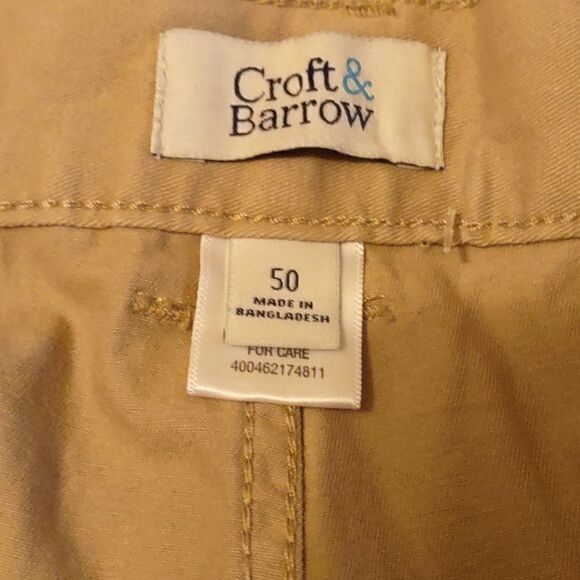 Croft&
Barrow
50
MADE IN
BANGLADESH
FOR CARE
400462174811